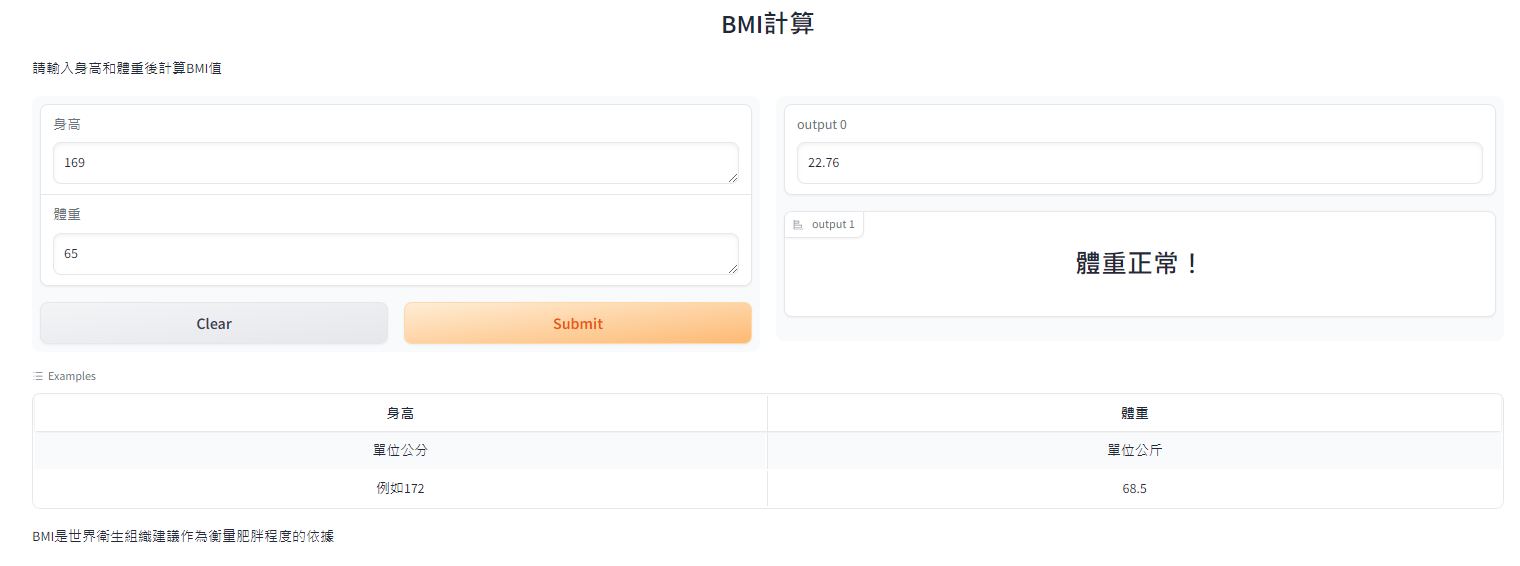 BMI計算
請輸入身高和體重後計算BMI值
身高
169
體重
65
Clear
Submit
output 0
22.76
output 1
體重正常！
Examples
身高 體重
單位公分 單位公斤
例如172 68.5
BMI是世界衛生組織建議作為衡量肥胖程度的依據